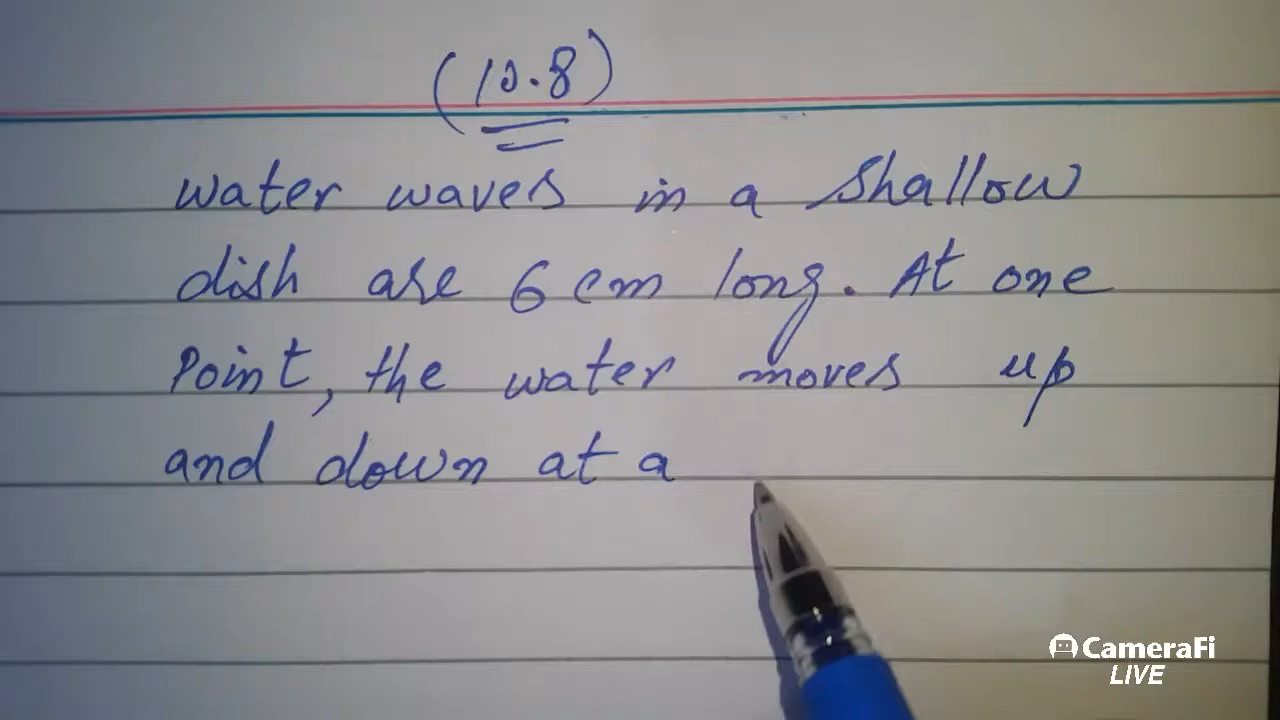 (10.8)
water waves in a shallow
dish are 6 cm long. At one
Point, the water moves up
and down at a
CameraFi
LIVE